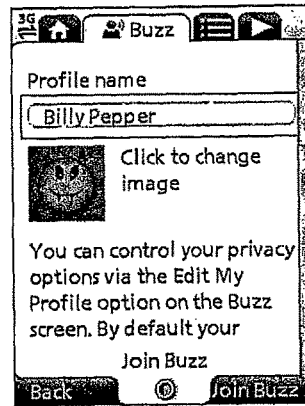 3G
Buzz
Profile name
Billy Pepper
Click to change
image
You can control your privacy
options via the Edit My
Profile option on the Buzz
screen. By default your
Join Buzz
Back Join Buzz